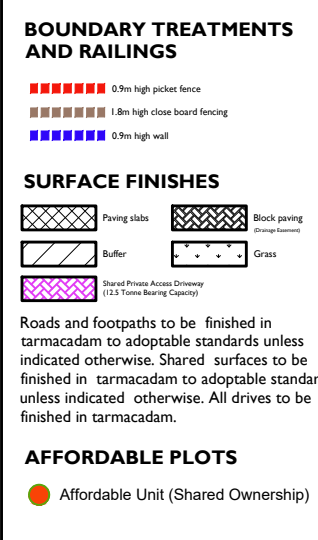 BOUNDARY TREATMENTS
AND RAILINGS
0.9m high picket fence
1.8m high close board fencing
0.9m high wall
SURFACE FINISHES
Paving slabs
Block paving
(Drainage Easement)
Buffer
Grass
Shared Private Access Driveway
(12.5 Tonne Bearing Capacity)
Roads and footpaths to be finished in
tarmacadam to adoptable standards unless
indicated otherwise. Shared surfaces to be
finished in tarmacadam to adoptable standar
unless indicated otherwise. All drives to be
finished in tarmacadam.
AFFORDABLE PLOTS
Affordable Unit (Shared Ownership)